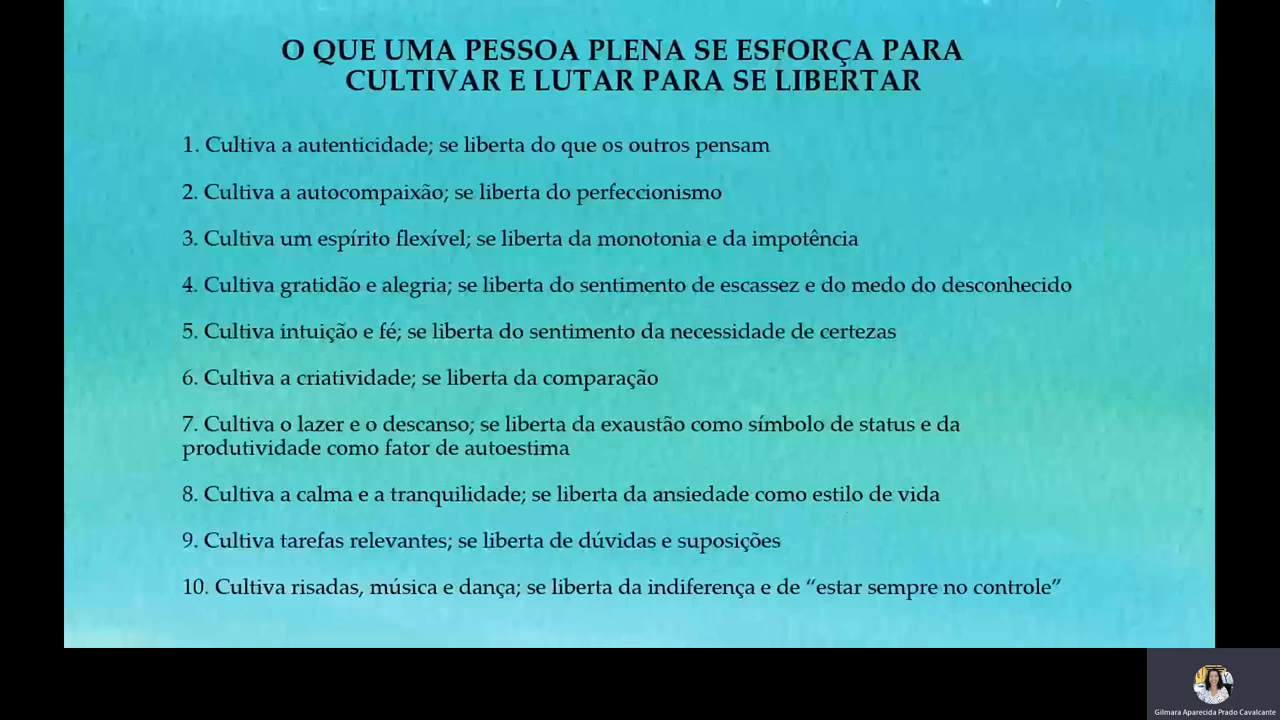 O QUE UMA PESSOA PLENA SE ESFORÇA PARA
CULTIVAR E LUTAR PARA SE LIBERTAR
1. Cultiva a autenticidade; se liberta do que os outros pensam
2. Cultiva a autocompaixão; se liberta do perfeccionismo
3. Cultiva um espírito flexível; se liberta da monotonia e da impotência
4. Cultiva gratidão e alegria; se liberta do sentimento de escassez e do medo do desconhecido
5. Cultiva intuição e fé; se liberta do sentimento da necessidade de certezas
6. Cultiva a criatividade; se liberta da comparação
7. Cultiva o lazer e o descanso; se liberta da exaustão como símbolo de status e da
produtividade como fator de autoestima
8. Cultiva a calma e a tranquilidade; se liberta da ansiedade como estilo de vida
9. Cultiva tarefas relevantes; se liberta de dúvidas e suposições
10. Cultiva risadas, música e dança; se liberta da indiferença e de “estar sempre no controle”
Gilmara Aparecida Prado Cavalcante